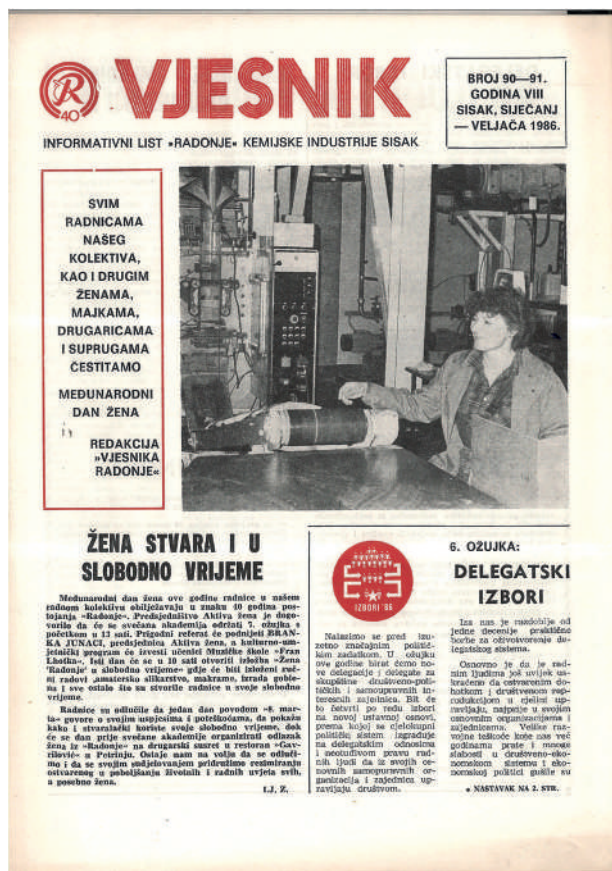 R
40
VJESNIK
BROJ 90—91.
GODINA VIII
SISAK, SIJEČANJ
— VELJAČA 1986.
INFORMATIVNI LIST »RADONJE« KEMIJSKE INDUSTRIJE SISAK
SVIM
RADNICAMA
NAŠEG
KOLEKTIVA,
KAO I DRUGIM
ŽENAMA,
MAJKAMA,
DRUGARICAMA
I SUPRUGAMA
ČESTITAMO
MEĐUNARODNI
DAN ŽENA
REDAKCIJA
»VJESNIKA
RADONJE«
ŽENA STVARA I U
SLOBODNO VRIJEME
Međunarodni dan žena ove godine radnice u našem
radnom kolektivu obilježavaju u znaku 40 godina pos-
tojanja »Radonje«. Predsjedništvo Aktiva žena je dogo-
vorilo da će se svečana akademija održati 7. ožujka s
početkom u 13 sati. Prigodni referat će podnijeti BRAN-
KA JUNACI, predsjednica Aktiva žena, a kulturno-um-
jetnički program će izvesti učenici Muzičke škole »Fran
Lhotka«. Isti dan će se u 10 sati otvoriti izložba »Žena
'Radonje' u slobodno vrijeme« gdje će biti izloženi ruč-
ni radovi, amatersko slikarstvo, makrame, izrada gobie-
na i sve ostalo što su stvorile radnice u svoje slobodno
vrijeme.
Radnice su odlučile da jedan dan povodom »8. mar-
ta« govore o svojim uspjesima i poteškoćama, da pokažu
kako i stvaralački koriste svoje slobodno vrijeme, dok
će se dan prije same akademije organizirati odlazak
žena iz »Radonje« na drugarski susret u restoran »Gav-
rilović« u Petrinju. Ostaje nam na volja da se odluči-
mo i da se svojim sudjelovanjem pridružimo rezimiranju
ostvarenog u poboljšanju životnih i radnih uvjeta svih,
a posebno žena.
LJ. Z.
IZBORI '86
6. OŽUJKA:
DELEGATSKI
IZBORI
Nalazimo se pred izu-
zetno značajnim političk-
kim zadatkom. U ožujku
ove godine birat ćemo no-
ve delegacije i delegate za
skupštine društveno-poli-
tičkih i samoupravnih in-
teresnih zajednica. Bit će
to četvrti po redu izbori
na novoj ustavnoj osnovi,
prema kojoj se cjelokupni
politički sistem izgrađuje
na delegatskim odnosima
i neotuđivom pravu rad-
nih ljudi da iz svojih os-
novnih samoupravnih or-
ganizacija i zajednica up-
ravljaju društvom.
Iza nas je razdoblje od
jedne decenije praktične
borbe za oživotvorenje de-
legatskog sistema.
Osnovno je da je rad-
nim ljudima još uvijek us-
kraćeno da ostvarenim do-
hotkom i društvenom rep-
rodukcijom u cjelini up-
ravljaju, najprije u svojim
osnovnim organizacijama i
zajednicama. Velike raz-
vojne teškoće koje nas već
godinama prate i mnoge
slabosti u društveno-eko-
nomskom sistemu i eko-
nomskoj politici gušile su
• NASTAVAK NA 2. STR.